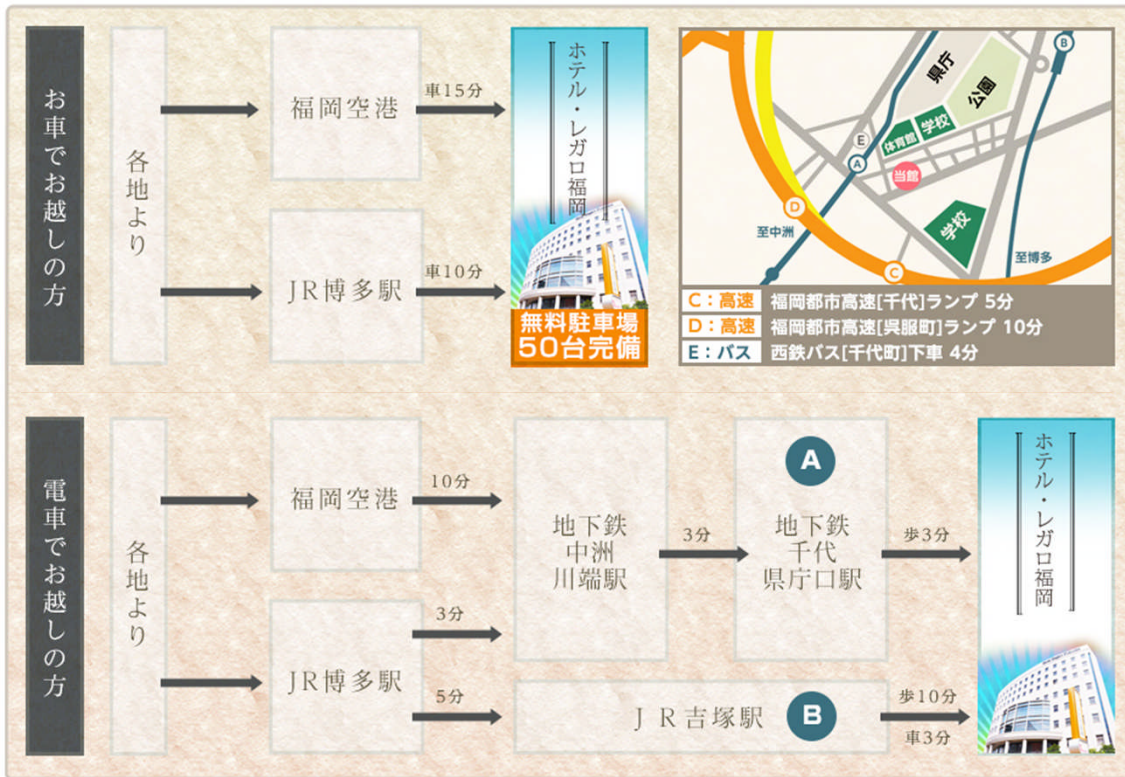 お車でお越しの方
各地より
福岡空港
車15分
JR博多駅
車10分
ホテル・レガロ福岡
無料駐車場
50台完備
県庁
公園
B
学校
体育館
E
A
当館
D
学校
至中洲
至博多
C
C：高速 福岡都市高速[千代]ランプ 5分
D：高速 福岡都市高速[呉服町]ランプ 10分
E：バス 西鉄バス[千代町]下車 4分
電車でお越しの方
各地より
福岡空港
10分
JR博多駅
3分
5分
地下鉄
中洲
川端駅
3分
A
地下鉄
千代
県庁口駅
歩3分
JR吉塚駅 B
歩10分
車3分
ホテル・レガロ福岡